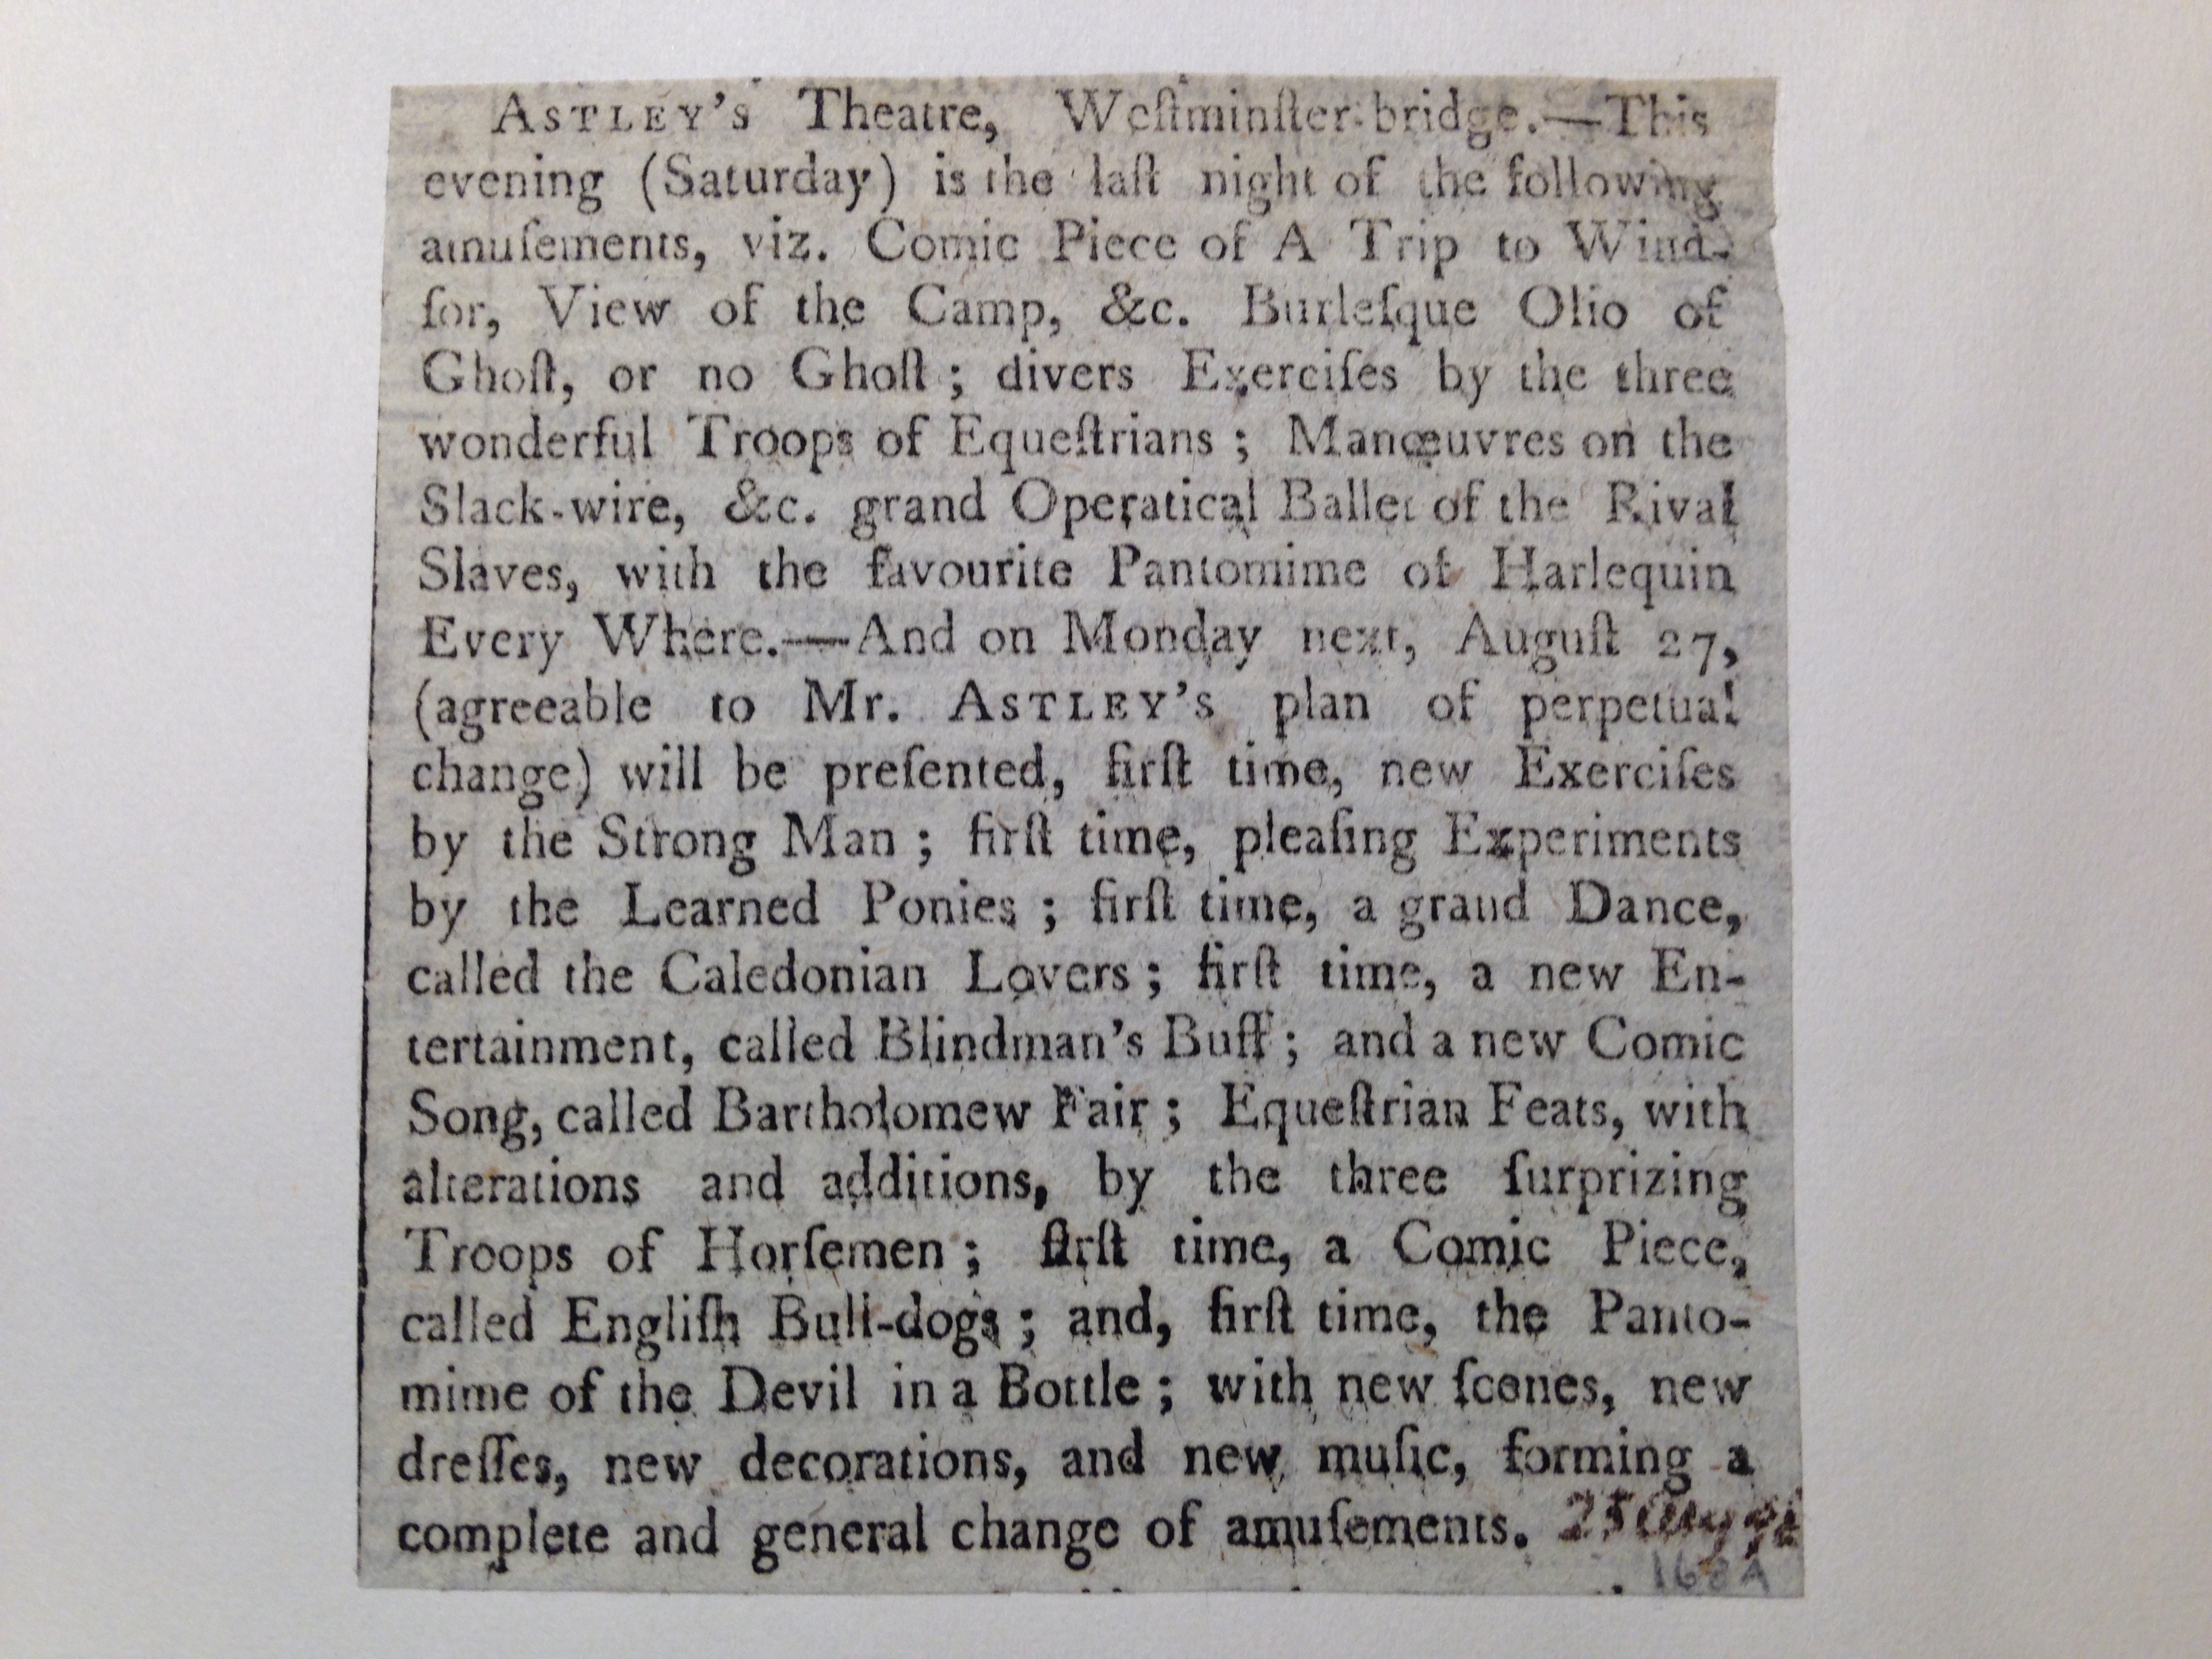 ASTLEY's Theatre, Weſtminſter-bridge.—This
evening (Saturday) is the laſt night of the following
amuſements, viz. Comic Piece of A Trip to Wind-
ſor, View of the Camp, &c. Burleſque Olio of
Ghoſt, or no Ghoſt; divers Exerciſes by the three
wonderful Troops of Equeſtrians; Manœuvres on the
Slack-wire, &c. grand Operatical Ballet of the Rival
Slaves, with the favourite Pantomime of Harlequin
Every Where.—And on Monday next, Auguſt 27,
(agreeable to Mr. ASTLEY's plan of perpetual
change) will be preſented, firſt time, new Exerciſes
by the Strong Man; firſt time, pleaſing Experiments
by the Learned Ponies; firſt time, a grand Dance,
called the Caledonian Lovers; firſt time, a new En-
tertainment, called Blindman's Buff; and a new Comic
Song, called Bartholomew Fair; Equeſtrian Feats, with
alterations and additions, by the three ſurprizing
Troops of Horſemen; firſt time, a Comic Piece,
called Engliſh Bull-dogs; and, firſt time, the Panto-
mime of the Devil in a Bottle; with new ſcenes, new
dreſſes, new decorations, and new muſic, forming a
complete and general change of amuſements. 25 Aug